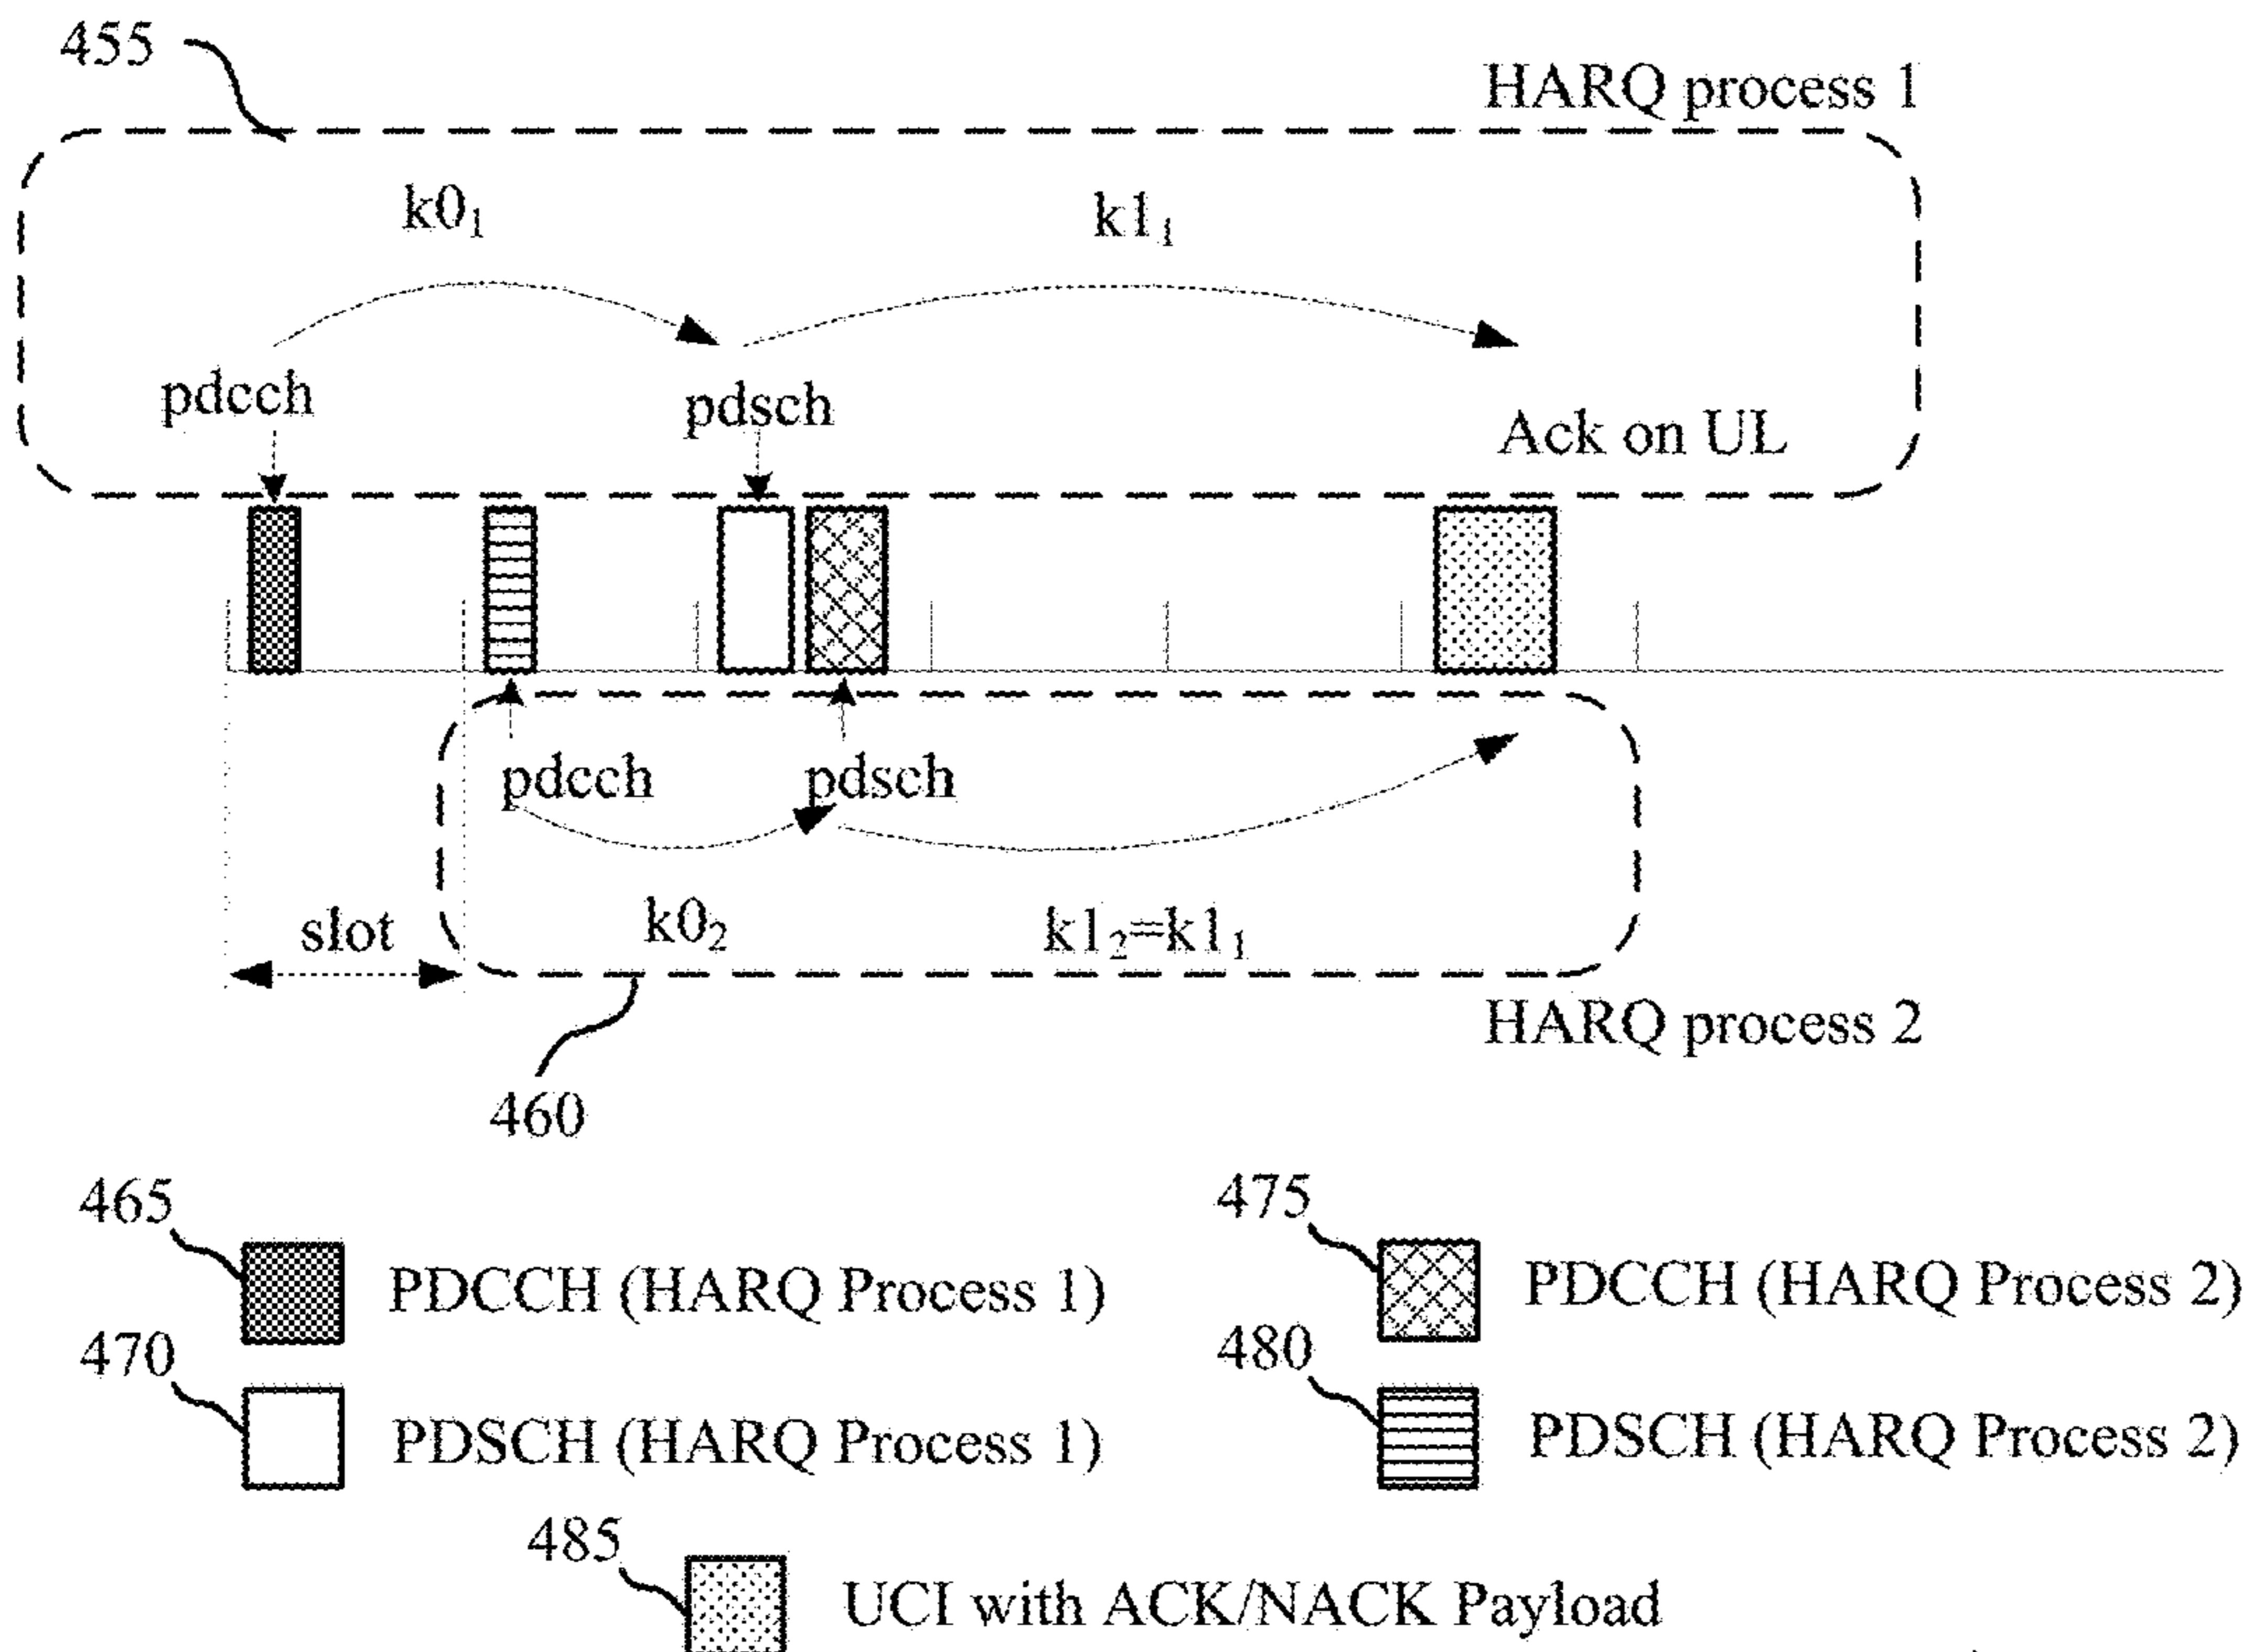 455
HARQ process 1
k0₁
k1₁
pdcch
pdsch
Ack on UL
pdcch
pdsch
slot
k0₂
k1₂=k1₁
HARQ process 2
460
465
PDCCH (HARQ Process 1)
475
PDCCH (HARQ Process 2)
470
PDSCH (HARQ Process 1)
480
PDSCH (HARQ Process 2)
485
UCI with ACK/NACK Payload